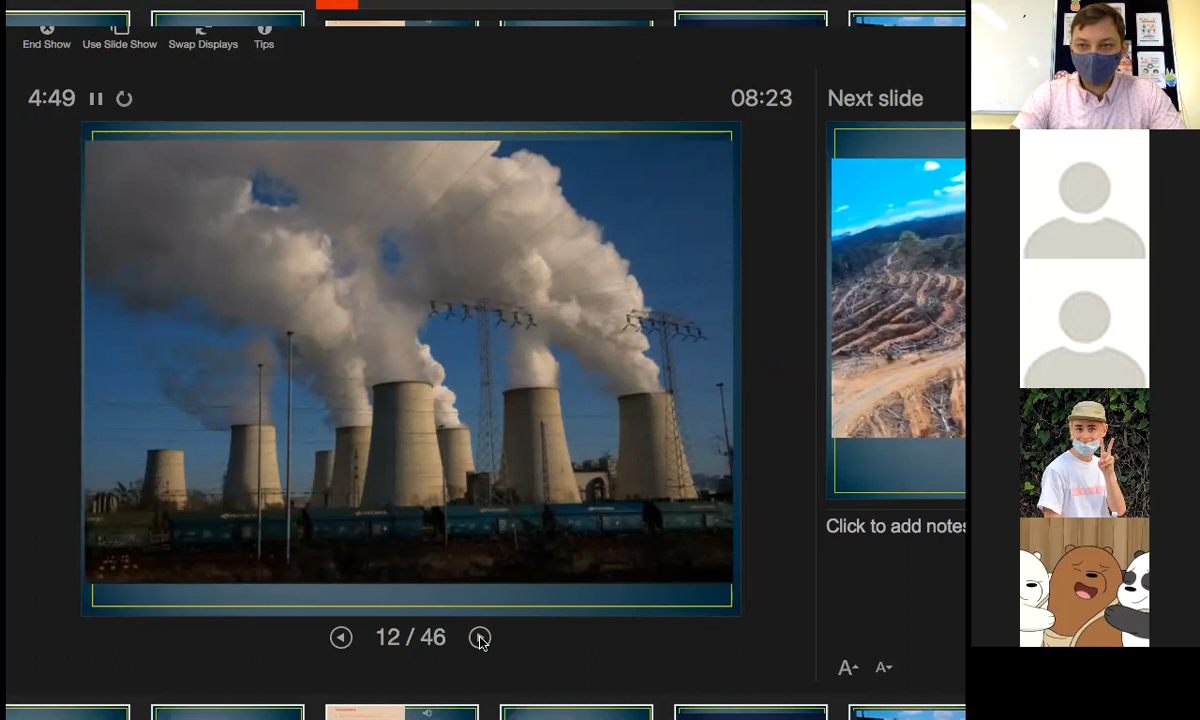 End Show Use Slide Show Swap Displays Tips
4:49 08:23 Next slide
Click to add notes
12 / 46
A A